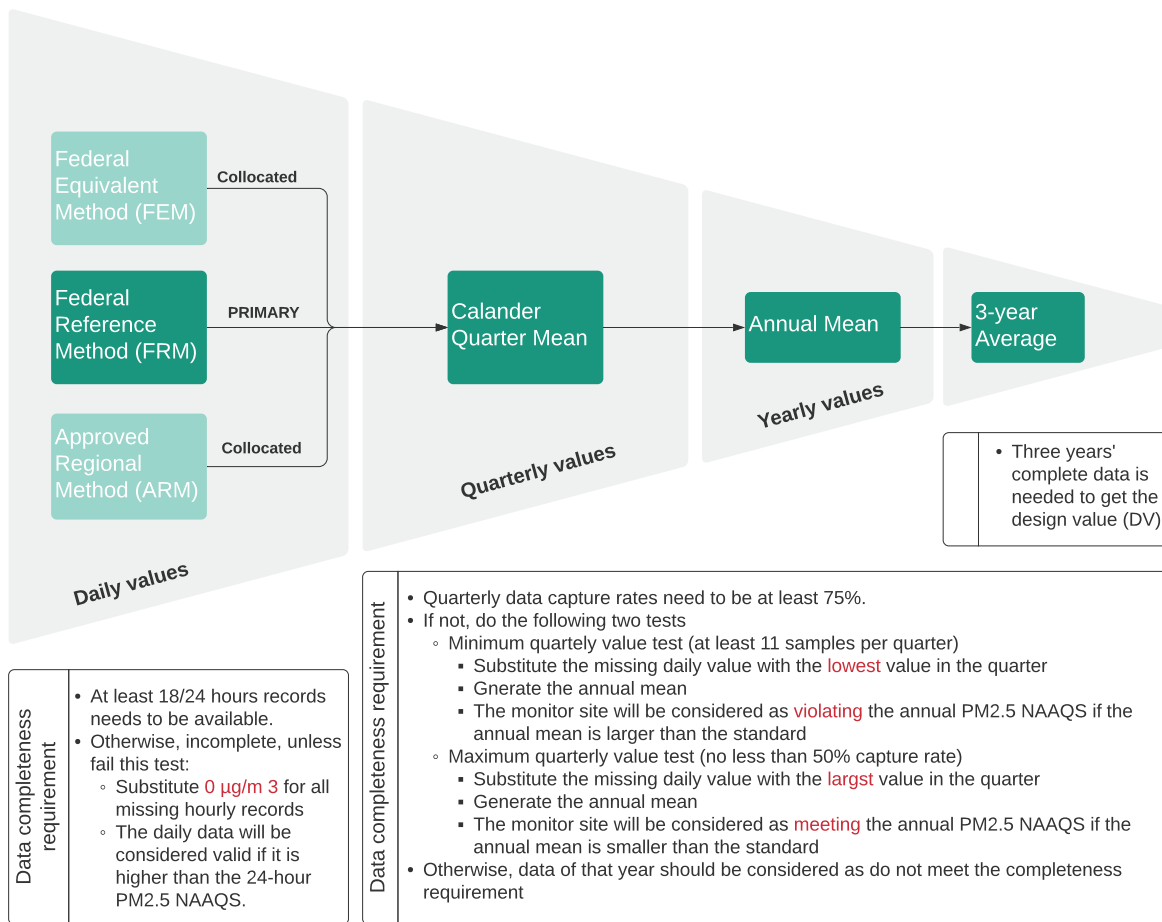 Federal
Equivalent
Method (FEM)
Collocated
Federal
Reference
Method (FRM)
PRIMARY
Approved
Regional
Method (ARM)
Collocated
Daily values
Calander
Quarter Mean
Quarterly values
Annual Mean
Yearly values
3-year
Average
• Three years'
complete data is
needed to get the
design value (DV)
Data completeness
requirement
• At least 18/24 hours records
needs to be available.
• Otherwise, incomplete, unless
fail this test:
◦ Substitute 0 µg/m 3 for all
missing hourly records
◦ The daily data will be
considered valid if it is
higher than the 24-hour
PM2.5 NAAQS.
Data completeness requirement
• Quarterly data capture rates need to be at least 75%.
• If not, do the following two tests
◦ Minimum quartely value test (at least 11 samples per quarter)
▪ Substitute the missing daily value with the lowest value in the quarter
▪ Gnerate the annual mean
▪ The monitor site will be considered as violating the annual PM2.5 NAAQS if the
annual mean is larger than the standard
◦ Maximum quarterly value test (no less than 50% capture rate)
▪ Substitute the missing daily value with the largst value in the quarter
▪ Generate the annual mean
▪ The monitor site will be considered as meeting the annual PM2.5 NAAQS if the
annual mean is smaller than the standard
• Otherwise, data of that year should be considered as do not meet the completeness
requirement